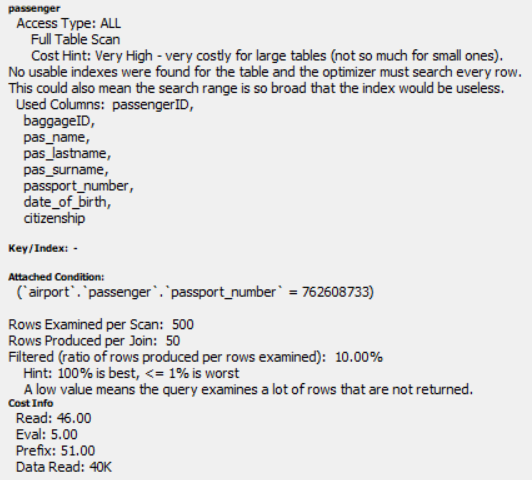 passenger
Access Type: ALL
Full Table Scan
Cost Hint: Very High - very costly for large tables (not so much for small ones).
No usable indexes were found for the table and the optimizer must search every row.
This could also mean the search range is so broad that the index would be useless.
Used Columns: passengerID,
baggageID,
pas_name,
pas_lastname,
pas_surname,
passport_number,
date_of_birth,
citizenship
Key/Index: -
Attached Condition:
(`airport`.`passenger`.`passport_number` = 762608733)
Rows Examined per Scan: 500
Rows Produced per Join: 50
Filtered (ratio of rows produced per rows examined): 10.00%
Hint: 100% is best, <= 1% is worst
A low value means the query examines a lot of rows that are not returned.
Cost Info
Read: 46.00
Eval: 5.00
Prefix: 51.00
Data Read: 40K